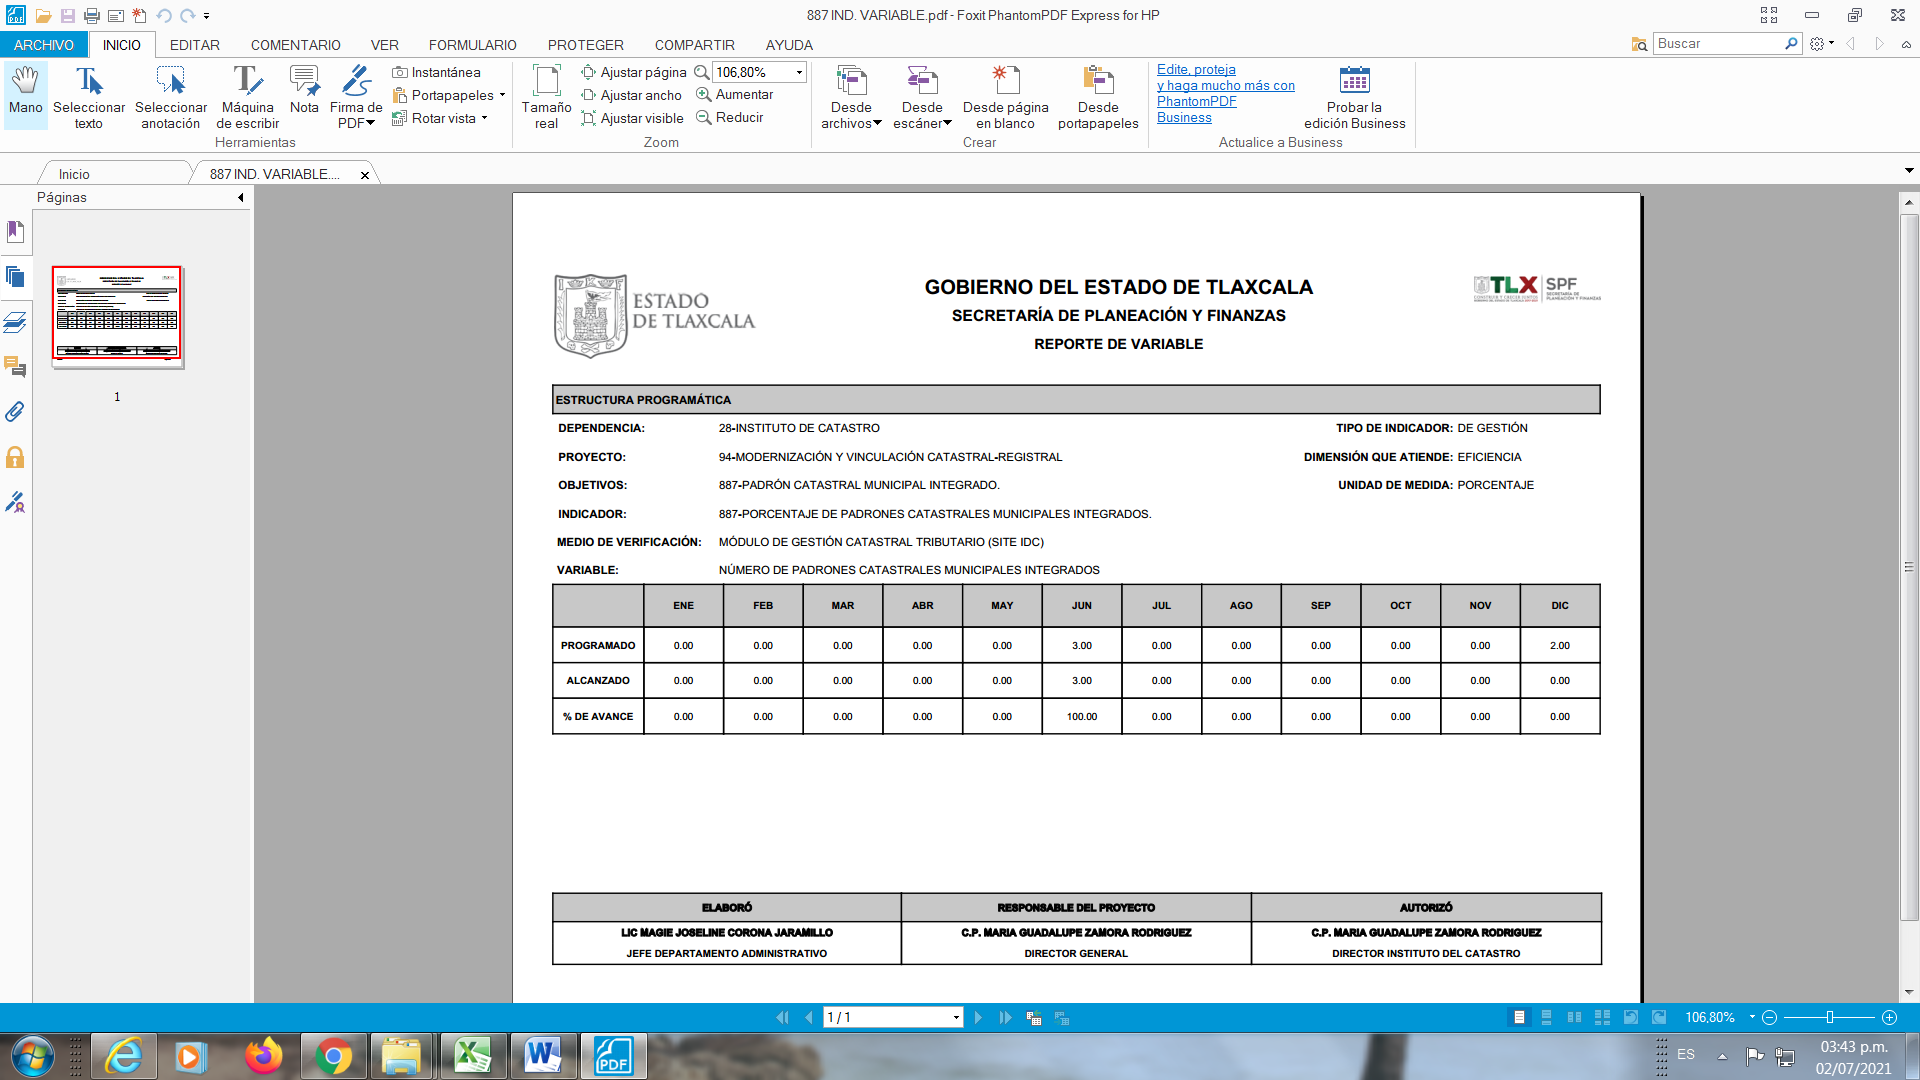 887 IND. VARIABLE.pdf - Foxit PhantomPDF Express for HP
ARCHIVO INICIO EDITAR COMENTARIO VER FORMULARIO PROTEGER COMPARTIR AYUDA
Buscar
Mano
Seleccionar texto
Seleccionar anotación
Máquina de escribir
Nota
Firma de PDF
Instantánea
Portapapeles
Rotar vista
Herramientas
Tamaño real
Ajustar página
Ajustar ancho
Ajustar visible
106,80%
Aumentar
Reducir
Zoom
Desde archivos
Desde escáner
Desde página en blanco
Desde portapapeles
Crear
Edite, proteja
y haga mucho más con
PhantomPDF
Business
Probar la edición Business
Actualice a Business
Inicio
887 IND. VARIABLE....
Páginas
1
ESTADO
DE TLAXCALA
GOBIERNO DEL ESTADO DE TLAXCALA
SECRETARÍA DE PLANEACIÓN Y FINANZAS
REPORTE DE VARIABLE
TLX SPF
CONSTRUIR Y CRECER JUNTOS
SECRETARÍA DE
PLANEACIÓN Y FINANZAS
ESTRUCTURA PROGRAMÁTICA
DEPENDENCIA: 28-INSTITUTO DE CATASTRO TIPO DE INDICADOR: DE GESTIÓN
PROYECTO: 94-MODERNIZACIÓN Y VINCULACIÓN CATASTRAL-REGISTRAL DIMENSIÓN QUE ATIENDE: EFICIENCIA
OBJETIVOS: 887-PADRÓN CATASTRAL MUNICIPAL INTEGRADO. UNIDAD DE MEDIDA: PORCENTAJE
INDICADOR: 887-PORCENTAJE DE PADRONES CATASTRALES MUNICIPALES INTEGRADOS.
MEDIO DE VERIFICACIÓN: MÓDULO DE GESTIÓN CATASTRAL TRIBUTARIO (SITE IDC)
VARIABLE: NÚMERO DE PADRONES CATASTRALES MUNICIPALES INTEGRADOS
ENE FEB MAR ABR MAY JUN JUL AGO SEP OCT NOV DIC
PROGRAMADO 0.00 0.00 0.00 0.00 0.00 3.00 0.00 0.00 0.00 0.00 0.00 2.00
ALCANZADO 0.00 0.00 0.00 0.00 0.00 3.00 0.00 0.00 0.00 0.00 0.00 0.00
% DE AVANCE 0.00 0.00 0.00 0.00 0.00 100.00 0.00 0.00 0.00 0.00 0.00 0.00
ELABORÓ RESPONSABLE DEL PROYECTO AUTORIZÓ
LIC MAGIE JOSELINE CORONA JARAMILLO C.P. MARIA GUADALUPE ZAMORA RODRIGUEZ C.P. MARIA GUADALUPE ZAMORA RODRIGUEZ
JEFE DEPARTAMENTO ADMINISTRATIVO DIRECTOR GENERAL DIRECTOR INSTITUTO DEL CATASTRO
1 / 1
106,80%
PDF
ES
03:43 p.m.
02/07/2021